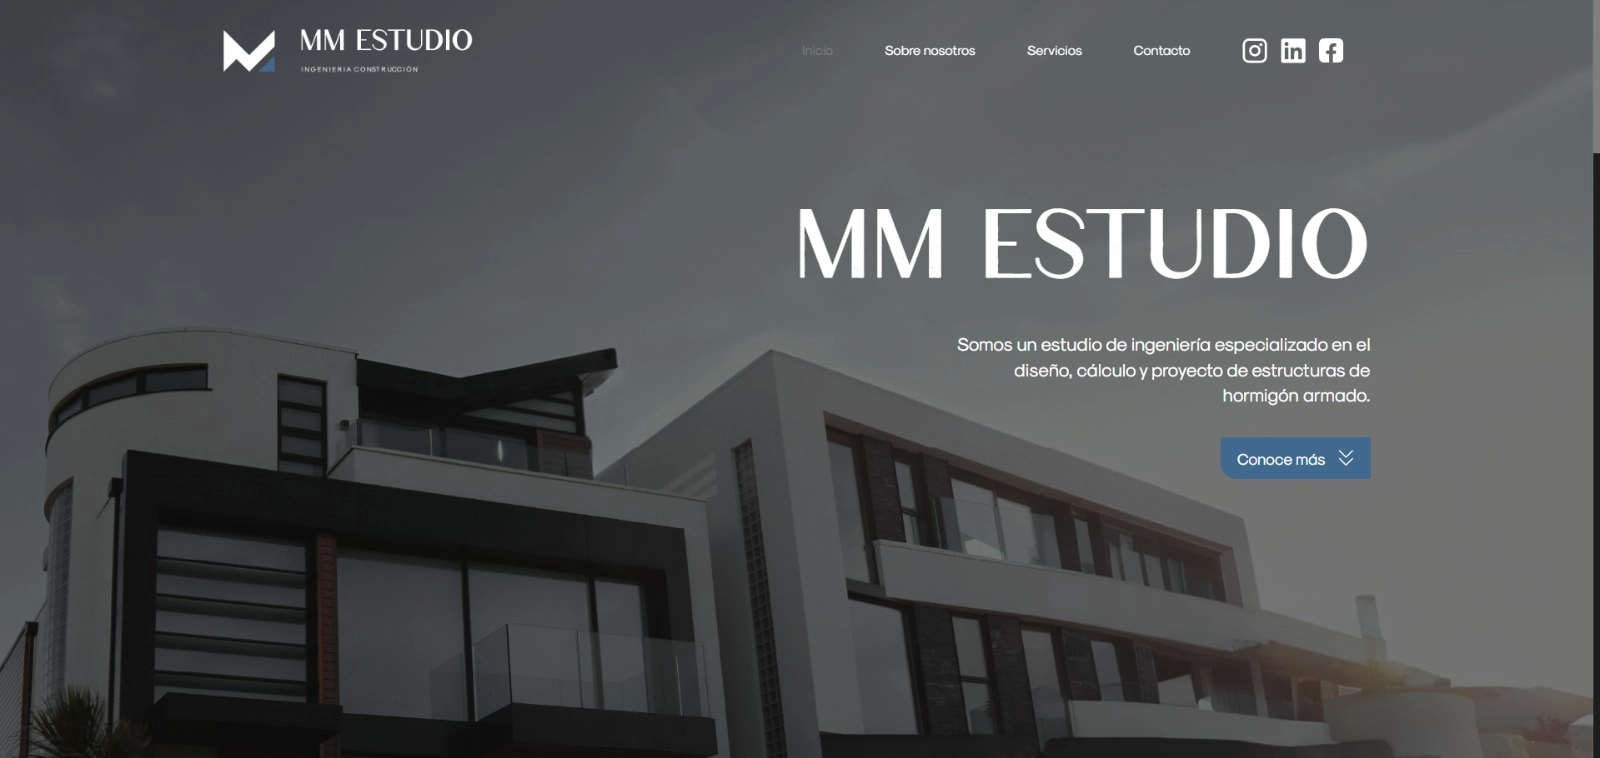 MM ESTUDIO
INGENIERIA CONSTRUCCIÓN
Inicio
Sobre nosotros
Servicios
Contacto
MM ESTUDIO
Somos un estudio de ingeniería especializado en el
diseño, cálculo y proyecto de estructuras de
hormigón armado.
Conoce más